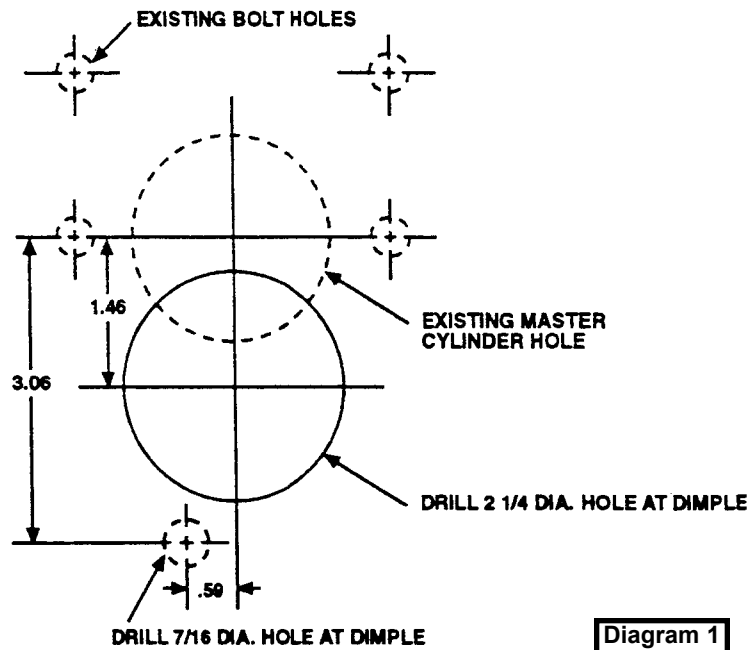 EXISTING BOLT HOLES
1.46
EXISTING MASTER
CYLINDER HOLE
3.06
DRILL 2 1/4 DIA. HOLE AT DIMPLE
.59
DRILL 7/16 DIA. HOLE AT DIMPLE
Diagram 1